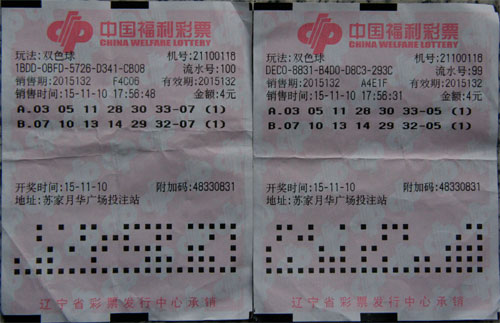 中国福利彩票
CHINA WELFARE LOTTERY
玩法:双色球 机号:21100116
1BDD-0BFD-5726-D341-CB08 流水号:100
销售期:2015132 F4C06 有效期:2015132
销售时间:15-11-10 17:56:48 金额:4元
A.03 05 11 28 30 33-07 (1)
B.07 10 13 14 29 32-07 (1)
开奖时间:15-11-10 附加码:48330831
地址:苏家月华广场投注站
辽宁省彩票发行中心承销
中国福利彩票
CHINA WELFARE LOTTERY
玩法:双色球 机号:21100116
DEC0-8831-84D0-D8C3-293C 流水号:99
销售期:2015132 A4E1F 有效期:2015132
销售时间:15-11-10 17:56:31 金额:4元
A.03 05 11 28 30 33-05 (1)
B.07 10 13 14 29 32-05 (1)
开奖时间:15-11-10 附加码:48330831
地址:苏家月华广场投注站
辽宁省彩票发行中心承销